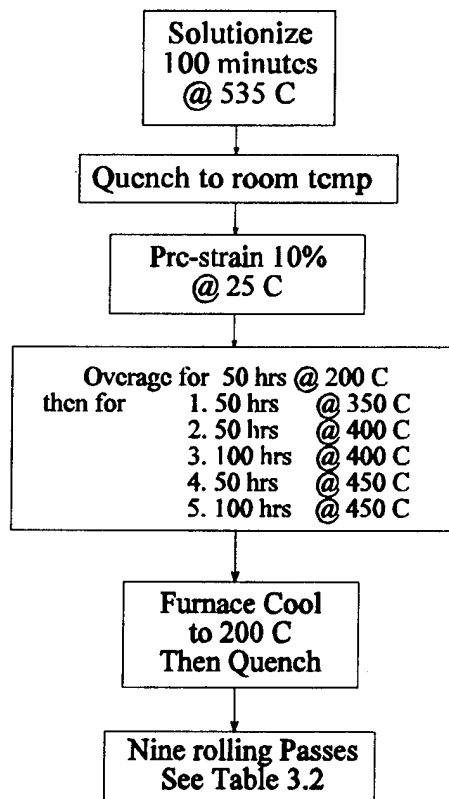 Solutionize
100 minutes
@ 535 C
Quench to room temp
Pre-strain 10%
@ 25 C
Overage for 50 hrs @ 200 C
then for 1. 50 hrs @ 350 C
2. 50 hrs @ 400 C
3. 100 hrs @ 400 C
4. 50 hrs @ 450 C
5. 100 hrs @ 450 C
Furnace Cool
to 200 C
Then Quench
Nine rolling Passes
See Table 3.2